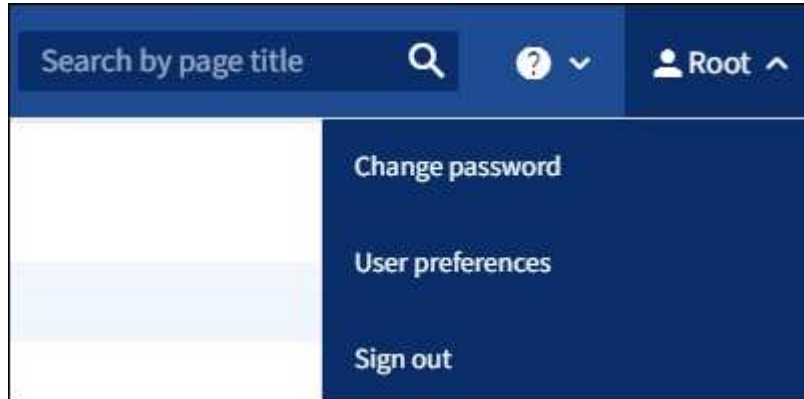 Search by page title
? Root
Change password
User preferences
Sign out